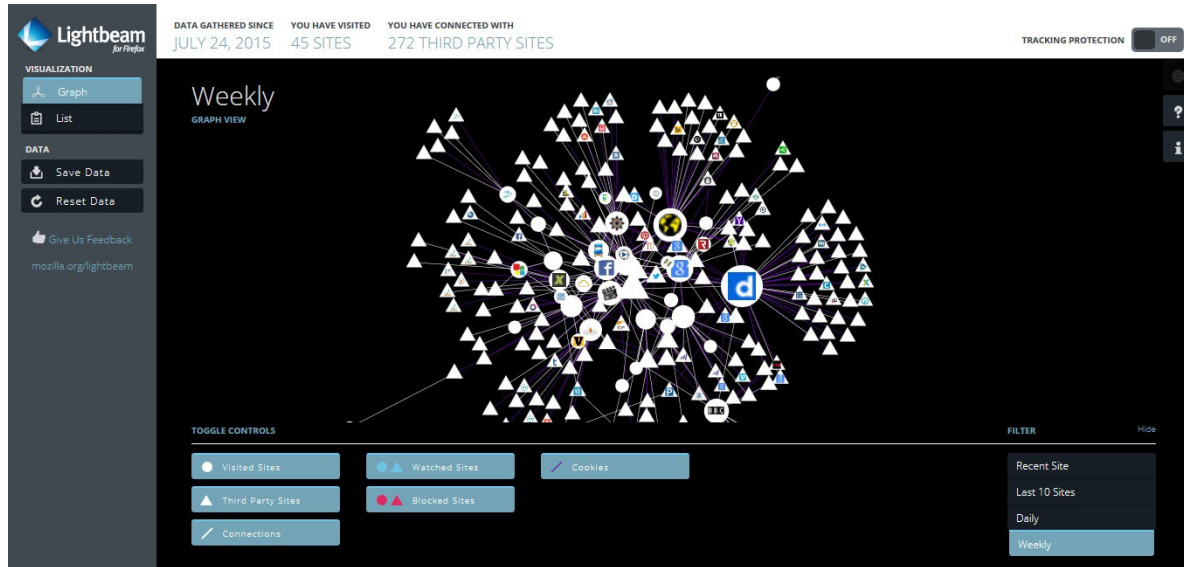 Lightbeam
for Firefox
DATA GATHERED SINCE
JULY 24, 2015
YOU HAVE VISITED
45 SITES
YOU HAVE CONNECTED WITH
272 THIRD PARTY SITES
TRACKING PROTECTION
OFF
VISUALIZATION
Graph
List
DATA
Save Data
Reset Data
Give Us Feedback
mozilla.org/lightbeam
Weekly
GRAPH VIEW
BBC
TOGGLE CONTROLS
Visited Sites
Watched Sites
Cookies
Third Party Sites
Blocked Sites
Connections
FILTER
Hide
Recent Site
Last 10 Sites
Daily
Weekly